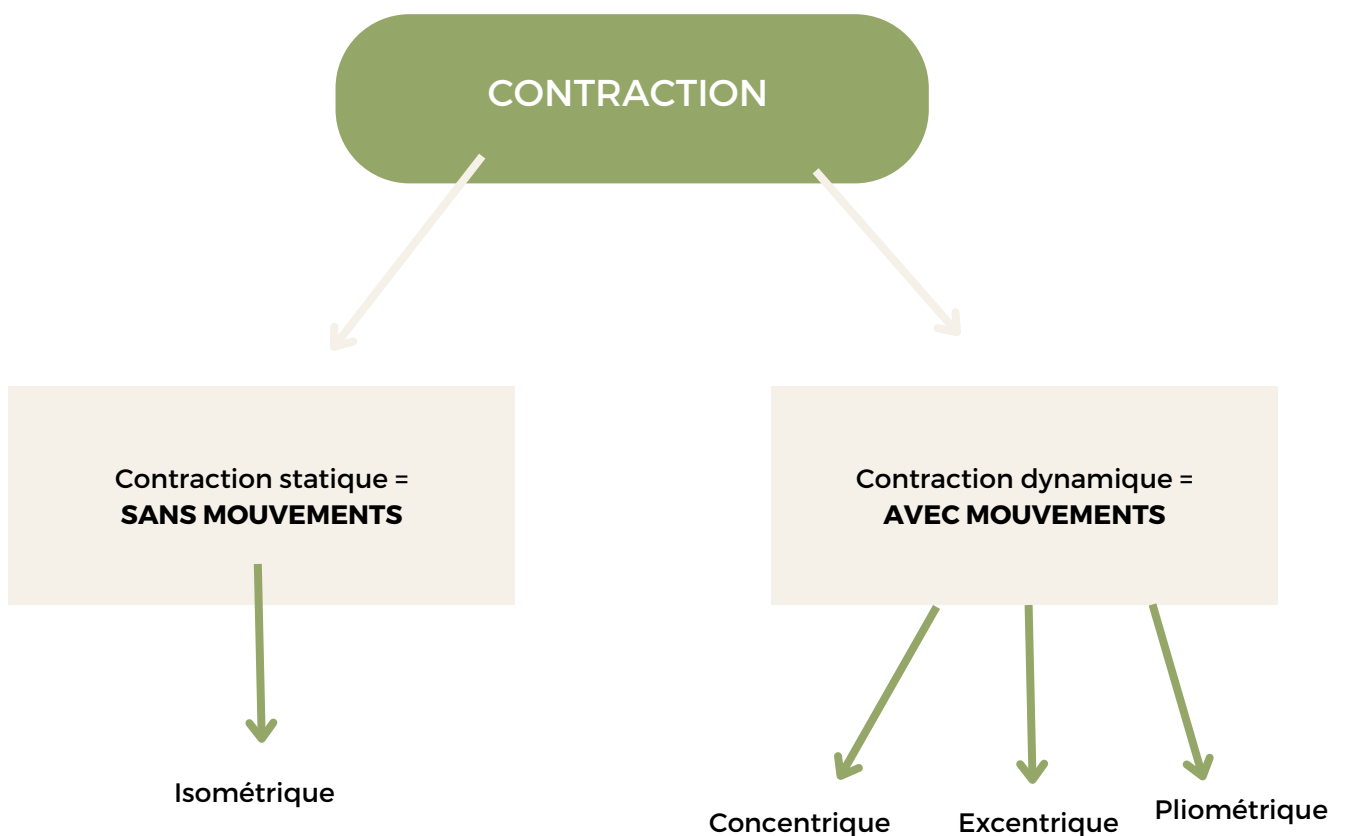 CONTRACTION
Contraction statique =
SANS MOUVEMENTS
Contraction dynamique =
AVEC MOUVEMENTS
Isométrique
Concentrique
Excentrique
Pliométrique